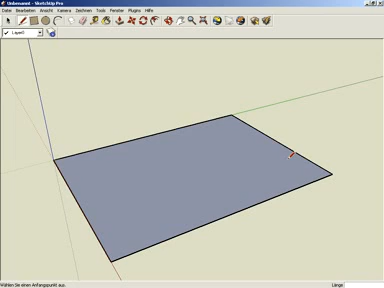 Unbenannt - SketchUp Pro
Datei Bearbeiten Ansicht Kamera Zeichnen Tools Fenster Plugins Hilfe
Layer0
Wählen Sie einen Anfangspunkt aus. Länge